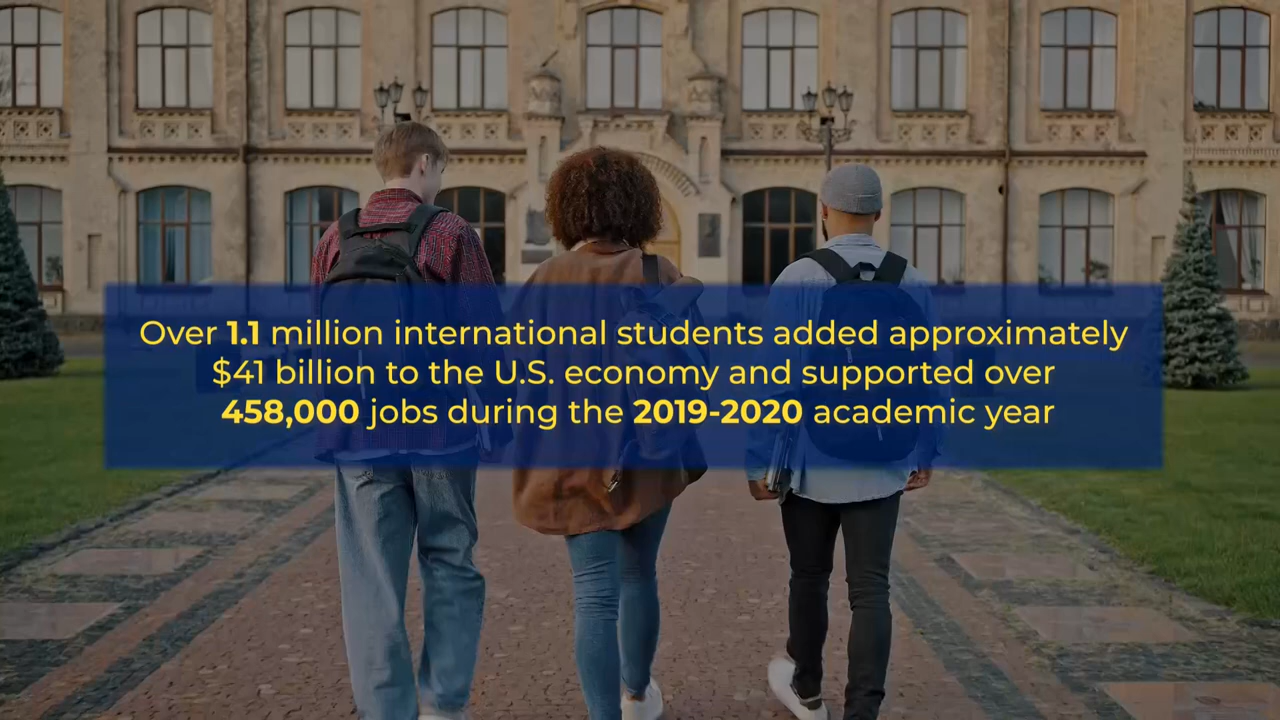 Over 1.1 million international students added approximately
$41 billion to the U.S. economy and supported over
458,000 jobs during the 2019-2020 academic year